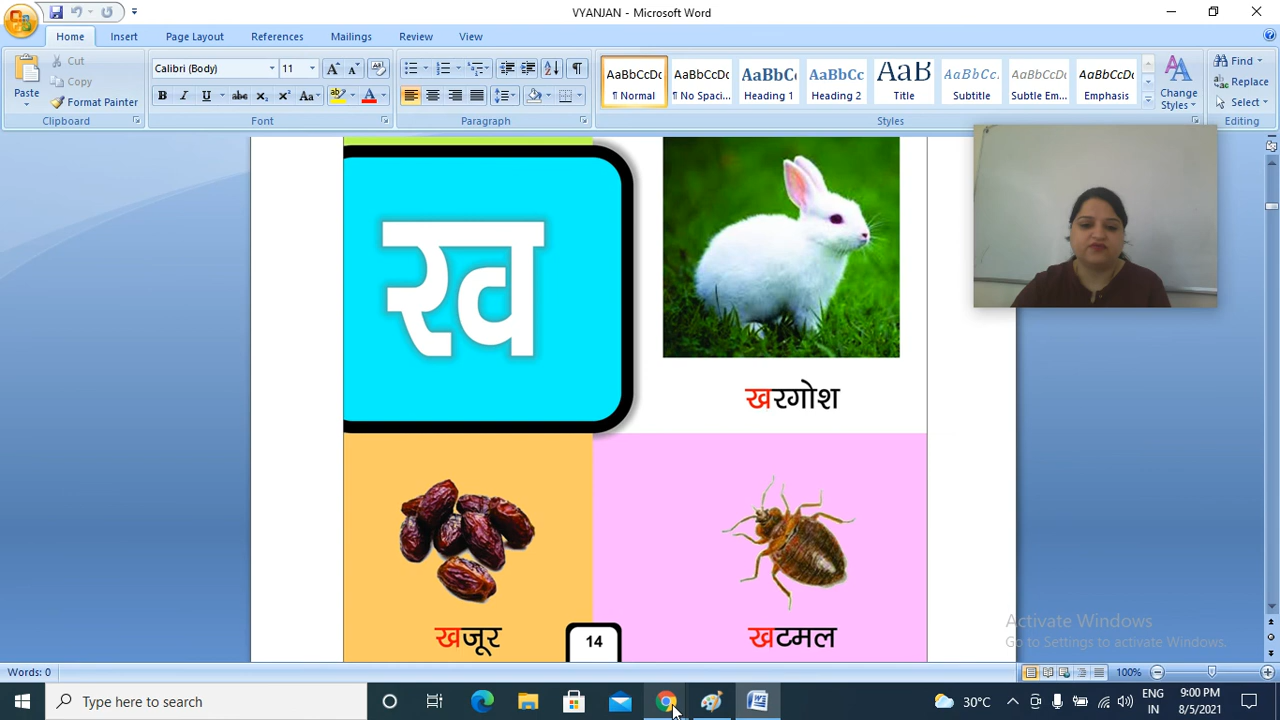 VYANJAN - Microsoft Word
Home Insert Page Layout References Mailings Review View
Paste
Cut
Copy
Format Painter
Clipboard
Calibri (Body) 11
Font
Paragraph
AaBbCcDc AaBbCcDc AaBbC AaBbCc AaB AaBbCc. AaBbCcDc AaBbCcDc
¶ Normal ¶ No Spaci... Heading 1 Heading 2 Title Subtitle Subtle Em... Emphasis
Styles
Change Styles
Find
Replace
Select
Editing
ख
खरगोश
खजूर
खटमल
14
Activate Windows
Go to Settings to activate Windows.
Words: 0
100%
Type here to search
30°C
ENG
IN
9:00 PM
8/5/2021